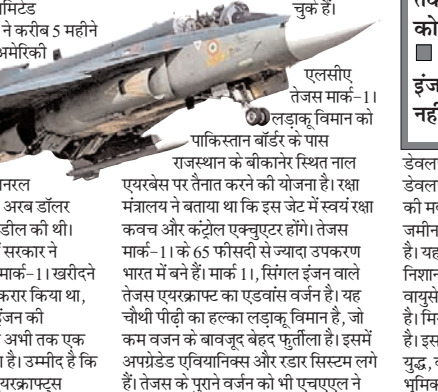 मिटेड
ने करीब 5 महीने
अमेरिकी
नरल
अरब डॉलर
डील की थी।
सरकार ने
मार्क-1। खरीदने
करार किया था,
इंजन की
अभी तक एक
है। उम्मीद है कि
यरक्राफ्ट्स
चुके हैं।
एलसीए
तेजस मार्क-1।
लड़ाकू विमान को
पाकिस्तान बॉर्डर के पास
राजस्थान के बीकानेर स्थित नाल
एयरबेस पर तैनात करने की योजना है। रक्षा
मंत्रालय ने बताया था कि इस जेट में स्वयं रक्षा
कवच और कंट्रोल एक्चुएटर होंगे। तेजस
मार्क-1। के 65 फीसदी से ज्यादा उपकरण
भारत में बने हैं। मार्क 1।, सिंगल इंजन वाले
तेजस एयरक्राफ्ट का एडवांस वर्जन है। यह
चौथी पीढ़ी का हल्का लड़ाकू विमान है, जो
कम वजन के बावजूद बेहद फुर्तीला है। इसमें
अपग्रेडेड एवियानिक्स और रडार सिस्टम लगे
हैं। तेजस के पुराने वर्जन को भी एचएएल ने
को
■
इंज
नही
डेवल
डेवल
की म
जमीन
है। यह
निशान
वायुसे
है। मि
है। इस
युद्ध,
भूमि